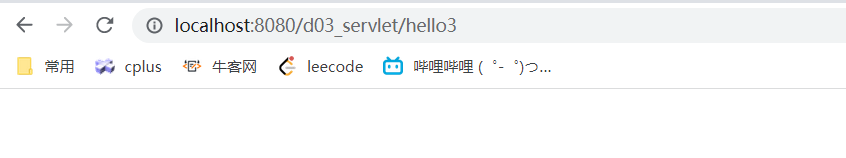 localhost:8080/d03_servlet/hello3
常用 cplus 牛客网 leecode 哔哩哔哩 ( ゜- ゜)つ...